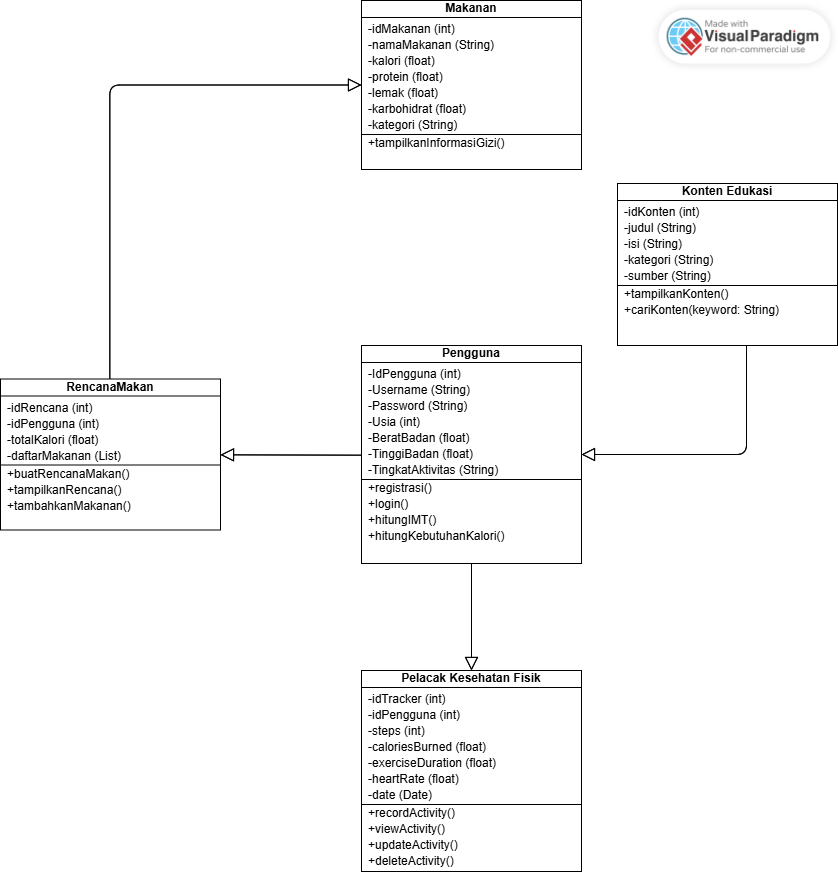 Makanan
-idMakanan (int)
-namaMakanan (String)
-kalori (float)
-protein (float)
-lemak (float)
-karbohidrat (float)
-kategori (String)
+tampilkanInformasiGizi()
Made with
VisualParadigm
For non-commercial use
Konten Edukasi
-idKonten (int)
-judul (String)
-isi (String)
-kategori (String)
-sumber (String)
+tampilkanKonten()
+cariKonten(keyword: String)
RencanaMakan
-idRencana (int)
-idPengguna (int)
-totalKalori (float)
-daftarMakanan (List)
+buatRencanaMakan()
+tampilkanRencana()
+tambahkanMakanan()
Pengguna
-IdPengguna (int)
-Username (String)
-Password (String)
-Usia (int)
-BeratBadan (float)
-TinggiBadan (float)
-TingkatAktivitas (String)
+registrasi()
+login()
+hitungIMT()
+hitungKebutuhanKalori()
Pelacak Kesehatan Fisik
-idTracker (int)
-idPengguna (int)
-steps (int)
-caloriesBurned (float)
-exerciseDuration (float)
-heartRate (float)
-date (Date)
+recordActivity()
+viewActivity()
+updateActivity()
+deleteActivity()